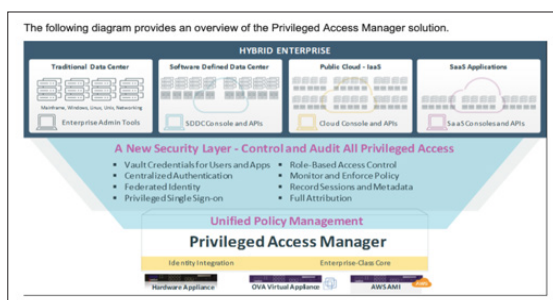 The following diagram provides an overview of the Privileged Access Manager solution.
HYBRID ENTERPRISE
Traditional Data Center
Software Defined Data Center
Public Cloud - IaaS
SaaS Applications
Mainframe, Windows, Linux, Unix, Networking
Enterprise Admin Tools
SDDC Console and APIs
Cloud Console and APIs
SaaS Consoles and APIs
A New Security Layer - Control and Audit All Privileged Access
• Vault Credentials for Users and Apps
• Centralized Authentication
• Federated Identity
• Privileged Single Sign-on
• Role-Based Access Control
• Monitor and Enforce Policy
• Record Sessions and Metadata
• Full Attribution
Unified Policy Management
Privileged Access Manager
Identity Integration
Enterprise-Class Core
Hardware Appliance
OVA Virtual Appliance
AWS AMI